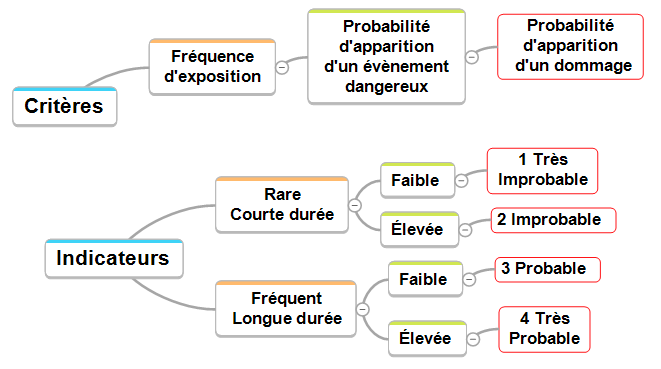 Critères
Fréquence
d'exposition
Probabilité
d'apparition
d'un évènement
dangereux
Probabilité
d'apparition
d'un dommage
Indicateurs
Rare
Courte durée
Faible
1 Très
Improbable
Élevée
2 Improbable
Fréquent
Longue durée
Faible
3 Probable
Élevée
4 Très
Probable